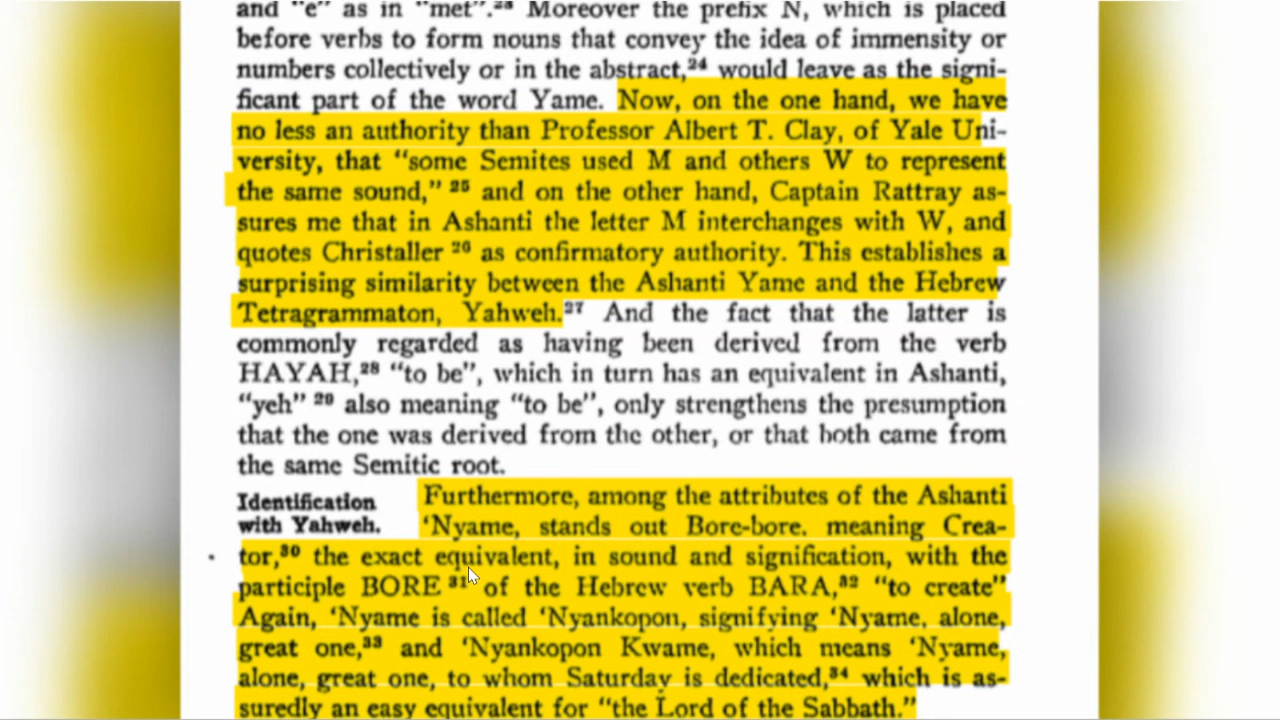 and “e” as in “met”.²³ Moreover the prefix N, which is placed
before verbs to form nouns that convey the idea of immensity or
numbers collectively or in the abstract,²⁴ would leave as the signi-
ficant part of the word Yame. Now, on the one hand, we have
no less an authority than Professor Albert T. Clay, of Yale Uni-
versity, that “some Semites used M and others W to represent
the same sound,” ²⁵ and on the other hand, Captain Rattray as-
sures me that in Ashanti the letter M interchanges with W, and
quotes Christaller ²⁶ as confirmatory authority. This establishes a
surprising similarity between the Ashanti Yame and the Hebrew
Tetragrammaton, Yahweh.²⁷ And the fact that the latter is
commonly regarded as having been derived from the verb
HAYAH,²⁸ “to be”, which in turn has an equivalent in Ashanti,
“yeh” ²⁹ also meaning “to be”, only strengthens the presumption
that the one was derived from the other, or that both came from
the same Semitic root.
Identification
with Yahweh.
Furthermore, among the attributes of the Ashanti
‘Nyame, stands out Bore-bore. meaning Crea-
tor,³⁰ the exact equivalent, in sound and signification, with the
participle BORE ³¹ of the Hebrew verb BARA,³² “to create”
Again, ‘Nyame is called ‘Nyankopon, signifying ‘Nyame, alone,
great one,³³ and ‘Nyankopon Kwame, which means ‘Nyame,
alone, great one, to whom Saturday is dedicated,³⁴ which is as-
suredly an easy equivalent for “the Lord of the Sabbath.”